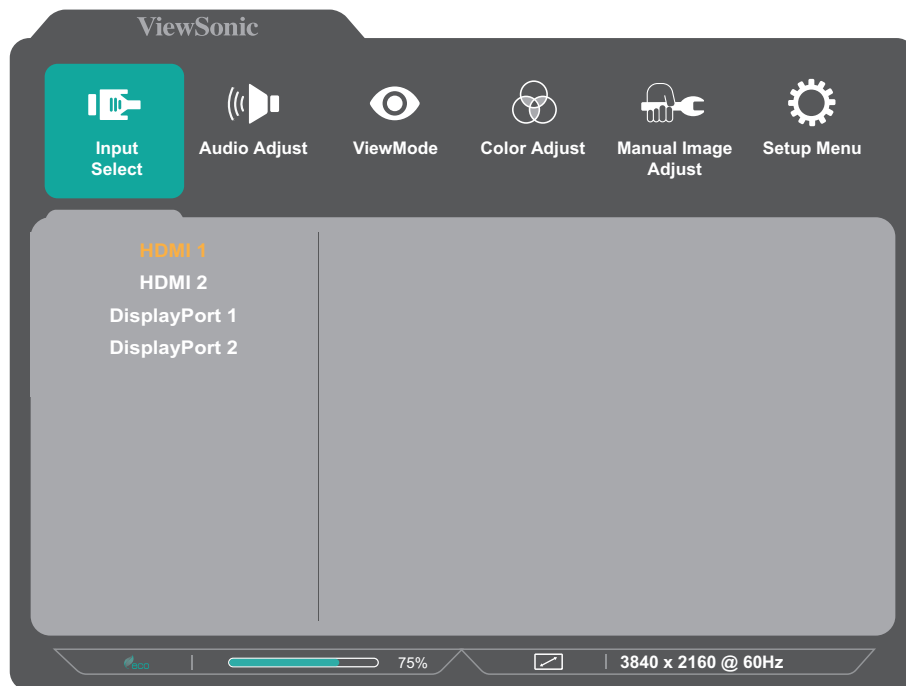 ViewSonic
Input
Select
Audio Adjust
ViewMode
Color Adjust
Manual Image
Adjust
Setup Menu
HDMI 1
HDMI 2
DisplayPort 1
DisplayPort 2
ECO
75%
3840 x 2160 @ 60Hz